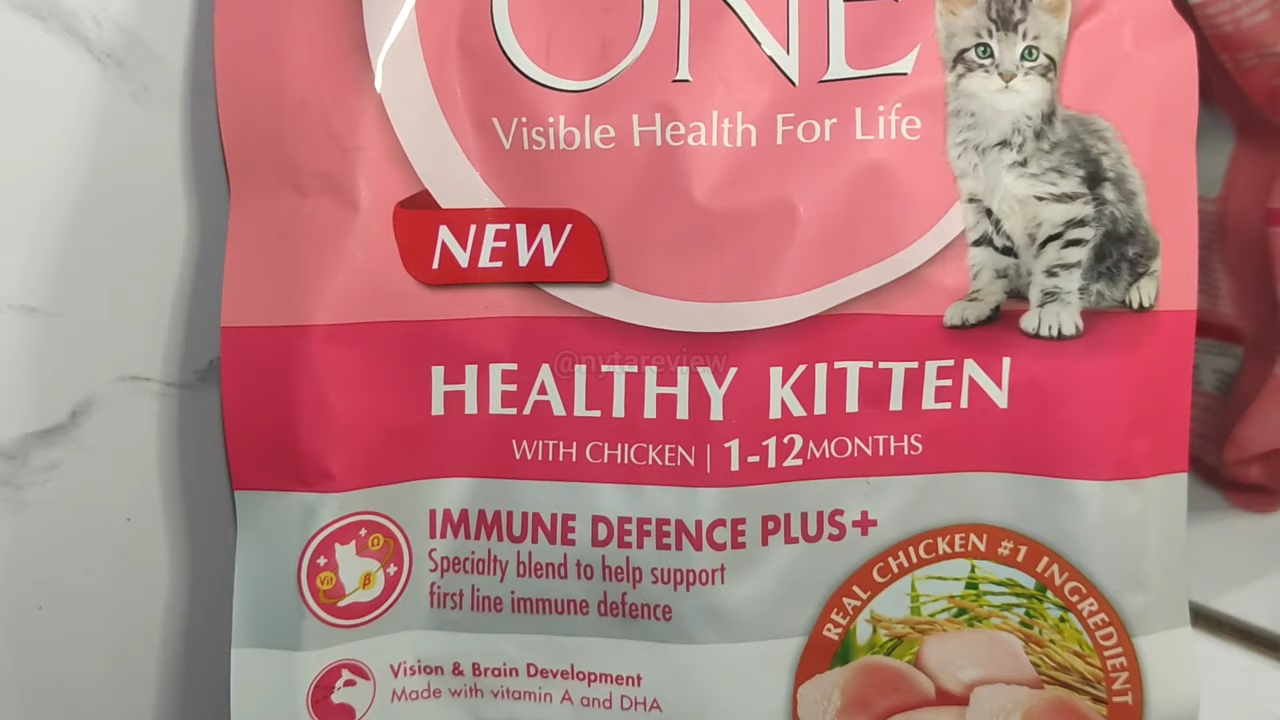 ONE
Visible Health For Life
NEW
@nytareview
HEALTHY KITTEN
WITH CHICKEN | 1-12 MONTHS
IMMUNE DEFENCE PLUS+
Specialty blend to help support
first line immune defence
Vit
β
Ω
REAL CHICKEN #1 INGREDIENT
Vision & Brain Development
Made with vitamin A and DHA